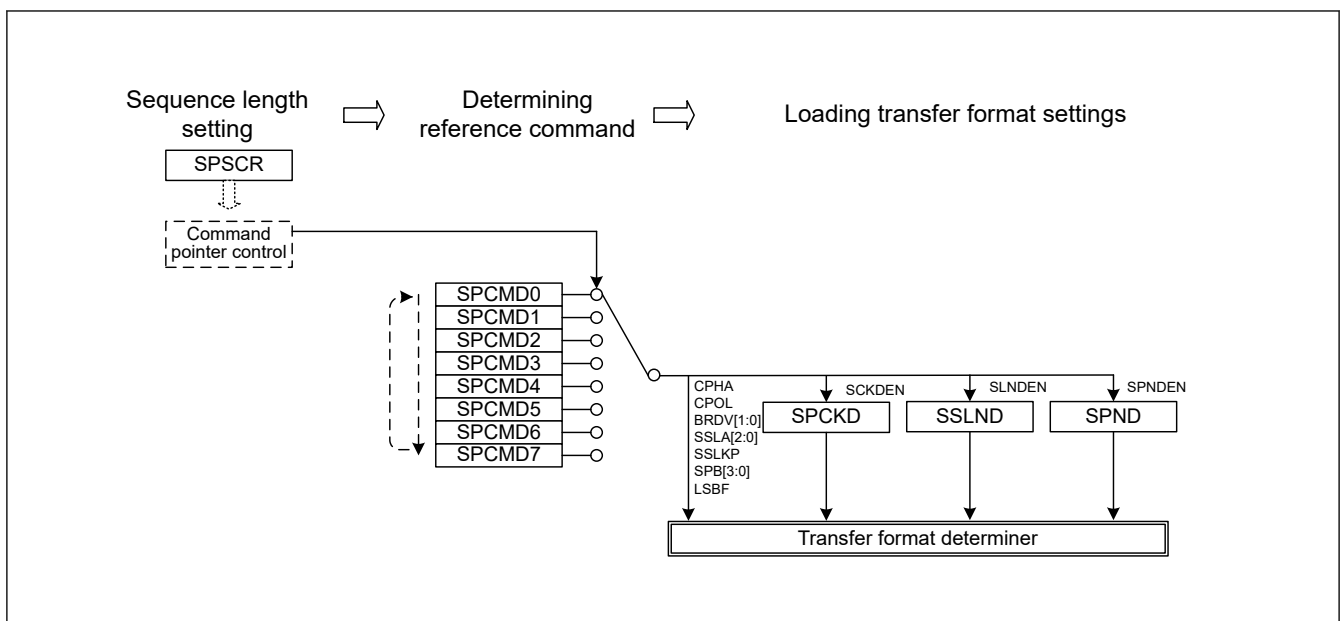 Sequence length
setting
Determining
reference command
Loading transfer format settings
SPSCR
Command
pointer control
SPCMD0
SPCMD1
SPCMD2
SPCMD3
SPCMD4
SPCMD5
SPCMD6
SPCMD7
CPHA
CPOL
BRDV[1:0]
SSLA[2:0]
SSLKP
SPB[3:0]
LSBF
SCKDEN
SPCKD
SLNDEN
SSLND
SPNDEN
SPND
Transfer format determiner